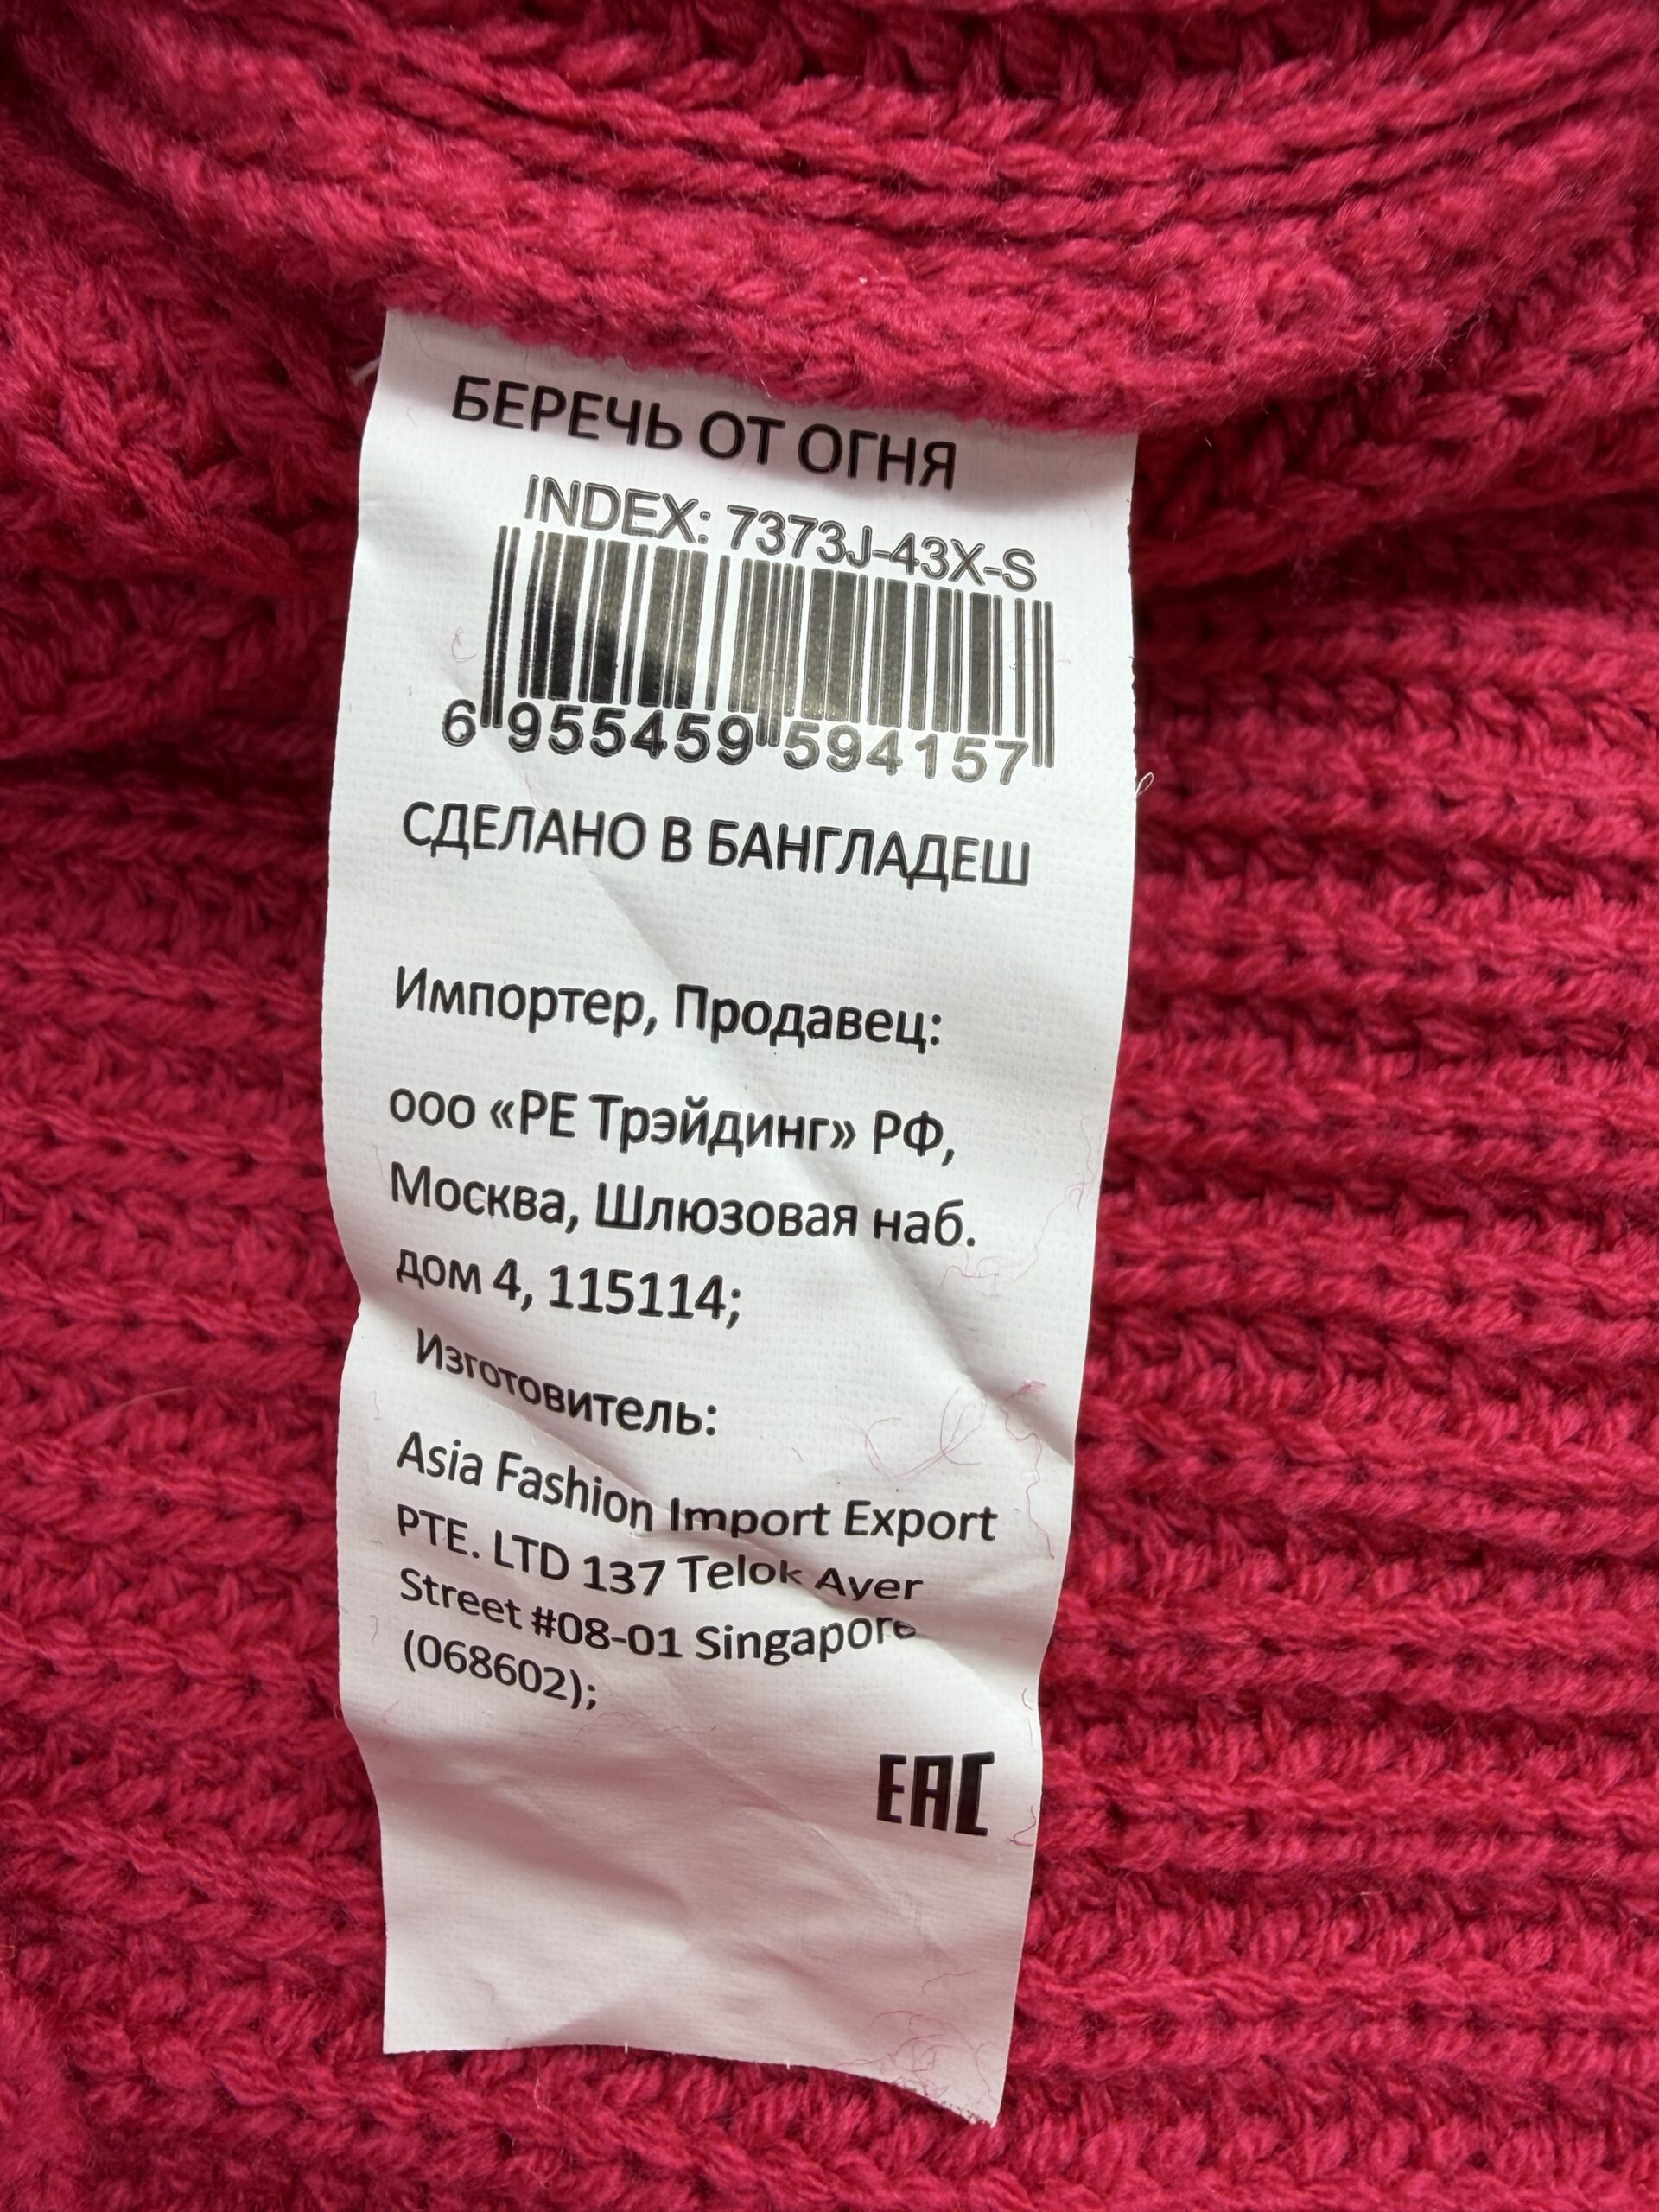 БЕРЕЧЬ ОТ ОГНЯ
INDEX: 7373J-43X-S
6 955459 594157
СДЕЛАНО В БАНГЛАДЕШ
Импортер, Продавец:
ооо «РЕ Трэйдинг» РФ,
Москва, Шлюзовая наб.
дом 4, 115114;
Изготовитель:
Asia Fashion Import Export
PTE. LTD 137 Telok Ayer
Street #08-01 Singapore
(068602);
EAC